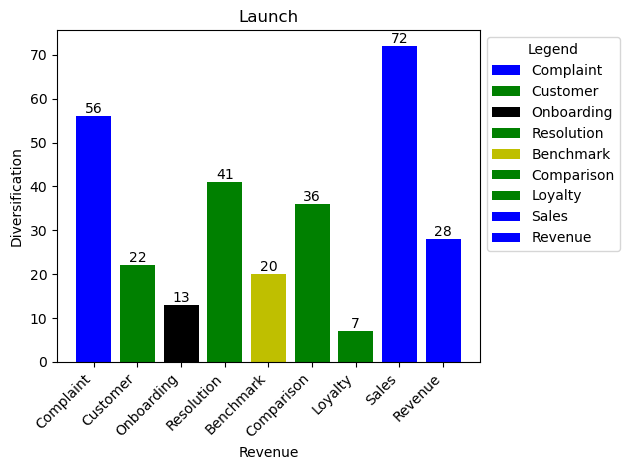 Launch
Diversification
70
60
50
40
30
20
10
0
56
22
13
41
20
36
7
72
28
Complaint
Customer
Onboarding
Resolution
Benchmark
Comparison
Loyalty
Sales
Revenue
Revenue
Legend
Complaint
Customer
Onboarding
Resolution
Benchmark
Comparison
Loyalty
Sales
Revenue